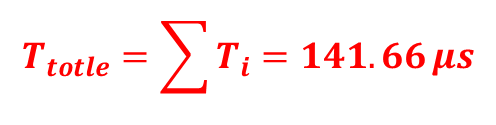 T_totle = ∑ T_i = 141.66 μs